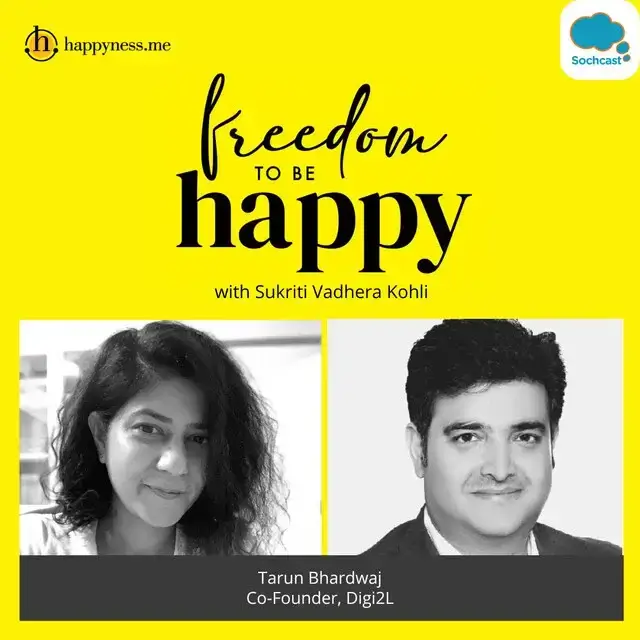 happyness.me
Sochcast
freedom
TO BE
happy
with Sukriti Vadhera Kohli
Tarun Bhardwaj
Co-Founder, Digi2L